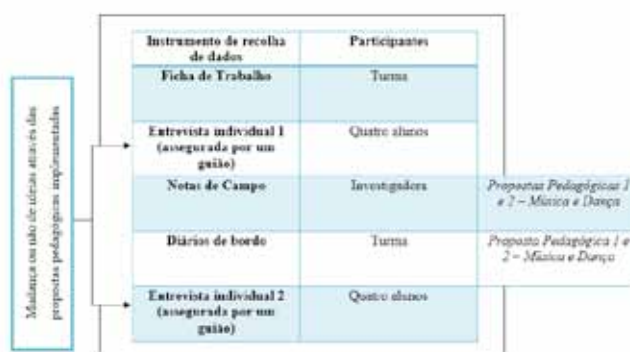 Mudança ou não de ideias através das
propostas pedagógicas implementadas
Instrumento de recolha
de dados
Participantes
Ficha de Trabalho
Turma
Entrevista individual 1
(assegurada por um
guião)
Quatro alunos
Notas de Campo
Investigadora
Propostas Pedagógicas 1
e 2 – Música e Dança
Diários de bordo
Turma
Proposta Pedagógica 1 e
2 – Música e Dança
Entrevista individual 2
(assegurada por um
guião)
Quatro alunos